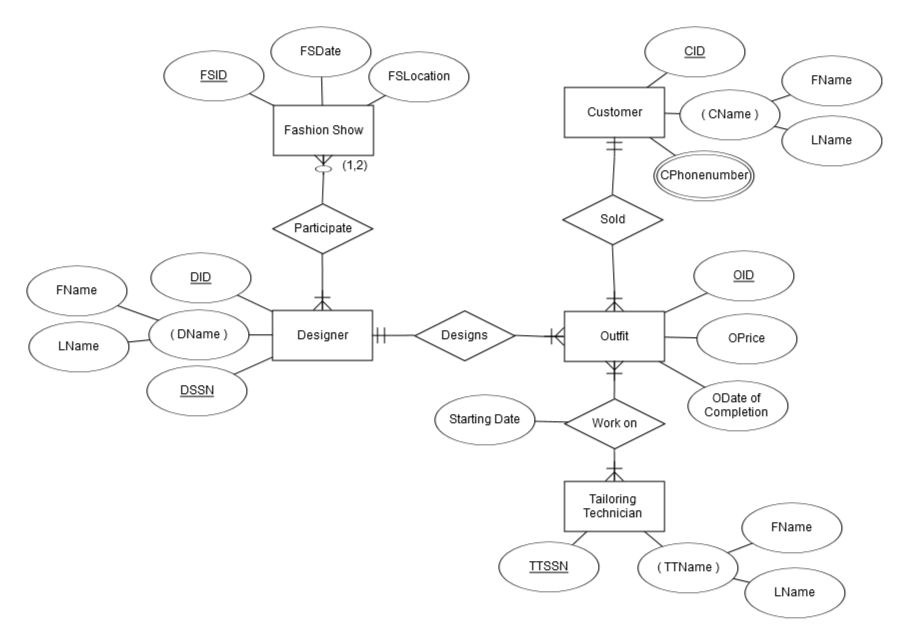 FSID
FSDate
FSLocation
Fashion Show
(1,2)
Participate
CID
Customer
( CName )
FName
LName
CPhonenumber
Sold
FName
LName
DID
( DName )
DSSN
Designer
Designs
Outfit
OID
OPrice
ODate of
Completion
Starting Date
Work on
Tailoring
Technician
TTSSN
( TTName )
FName
LName